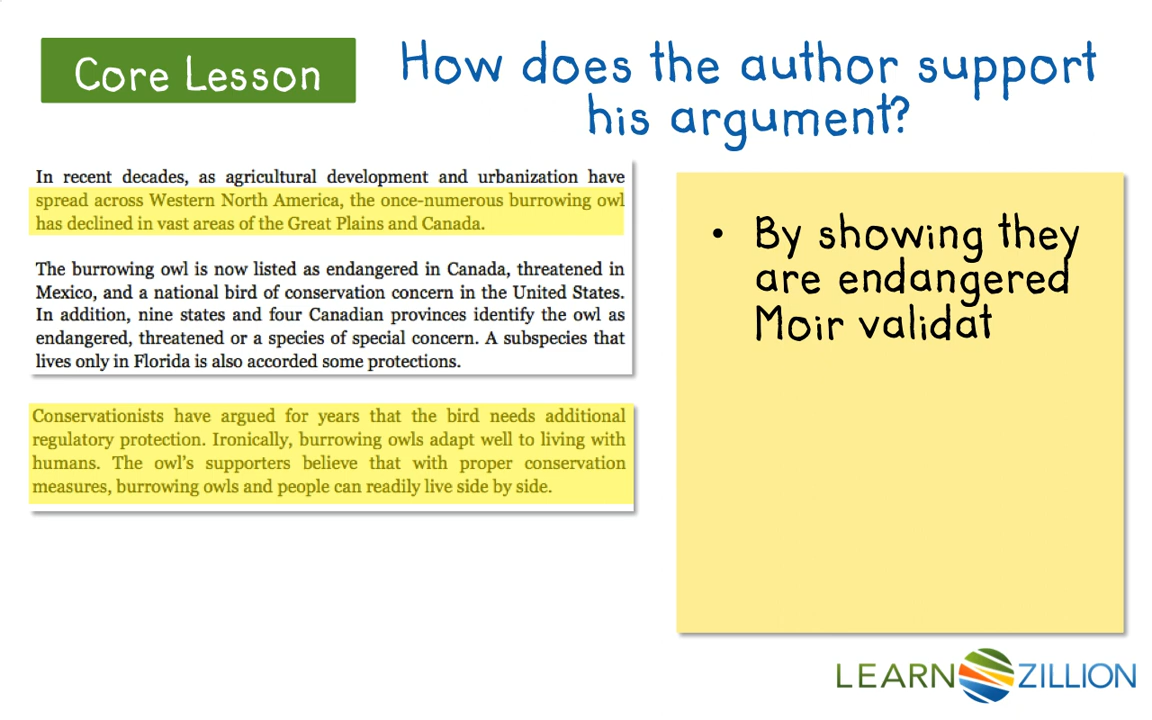 Core Lesson
How does the author support
his argument?
In recent decades, as agricultural development and urbanization have
spread across Western North America, the once-numerous burrowing owl
has declined in vast areas of the Great Plains and Canada.
The burrowing owl is now listed as endangered in Canada, threatened in
Mexico, and a national bird of conservation concern in the United States.
In addition, nine states and four Canadian provinces identify the owl as
endangered, threatened or a species of special concern. A subspecies that
lives only in Florida is also accorded some protections.
Conservationists have argued for years that the bird needs additional
regulatory protection. Ironically, burrowing owls adapt well to living with
humans. The owl's supporters believe that with proper conservation
measures, burrowing owls and people can readily live side by side.
• By showing they
are endangered
Moir validat
LEARN ZILLION